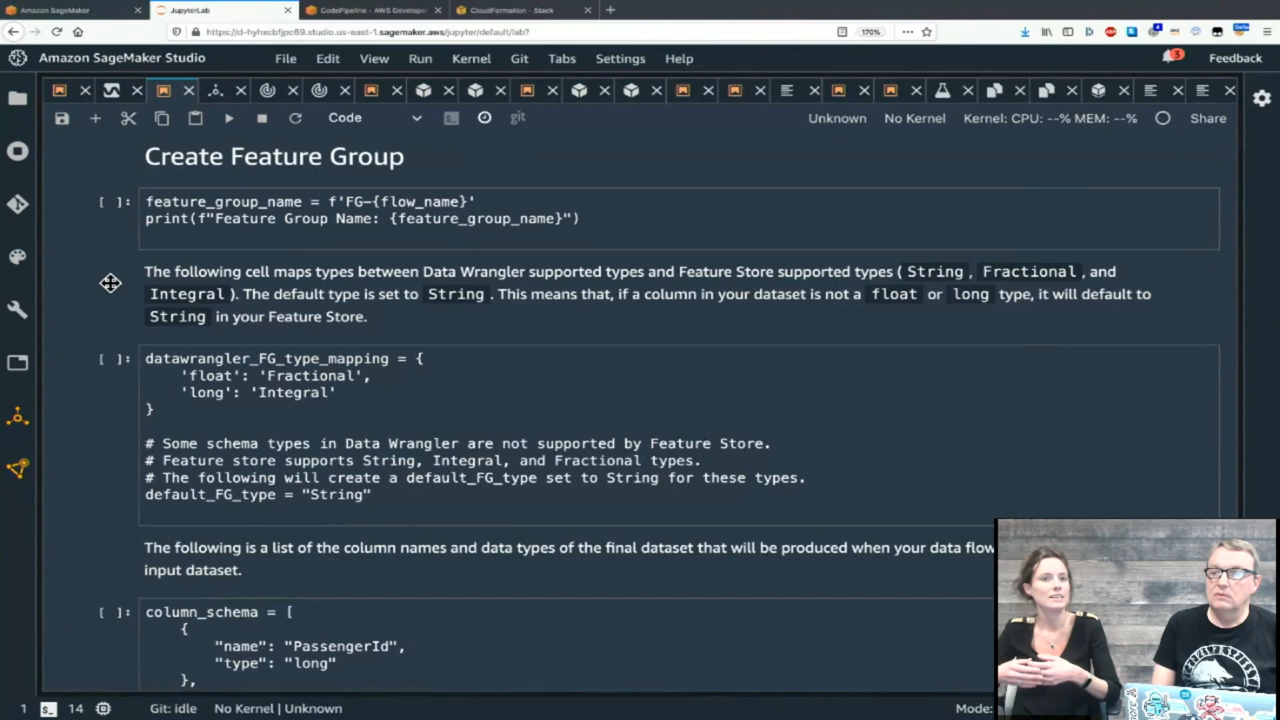 Amazon SageMaker
JupyterLab
CodePipeline - AWS Developer
CloudFormation - Stack
https://d-hyhxcbfjpc69.studio.us-east-1.sagemaker.aws/jupyter/default/lab?
170%
Amazon SageMaker Studio
File Edit View Run Kernel Git Tabs Settings Help
3
Feedback
Code
git
Unknown
No Kernel
Kernel: CPU: --% MEM: --%
Share
Create Feature Group
[ ]:
feature_group_name = f'FG-{flow_name}'
print(f"Feature Group Name: {feature_group_name}")
The following cell maps types between Data Wrangler supported types and Feature Store supported types ( String , Fractional , and
Integral ). The default type is set to String . This means that, if a column in your dataset is not a float or long type, it will default to
String in your Feature Store.
[ ]:
datawrangler_FG_type_mapping = {
'float': 'Fractional',
'long': 'Integral'
}
# Some schema types in Data Wrangler are not supported by Feature Store.
# Feature store supports String, Integral, and Fractional types.
# The following will create a default_FG_type set to String for these types.
default_FG_type = "String"
The following is a list of the column names and data types of the final dataset that will be produced when your data flow
input dataset.
[ ]:
column_schema = [
{
"name": "PassengerId",
"type": "long"
},
1
14
Git: idle
No Kernel | Unknown
Mode: